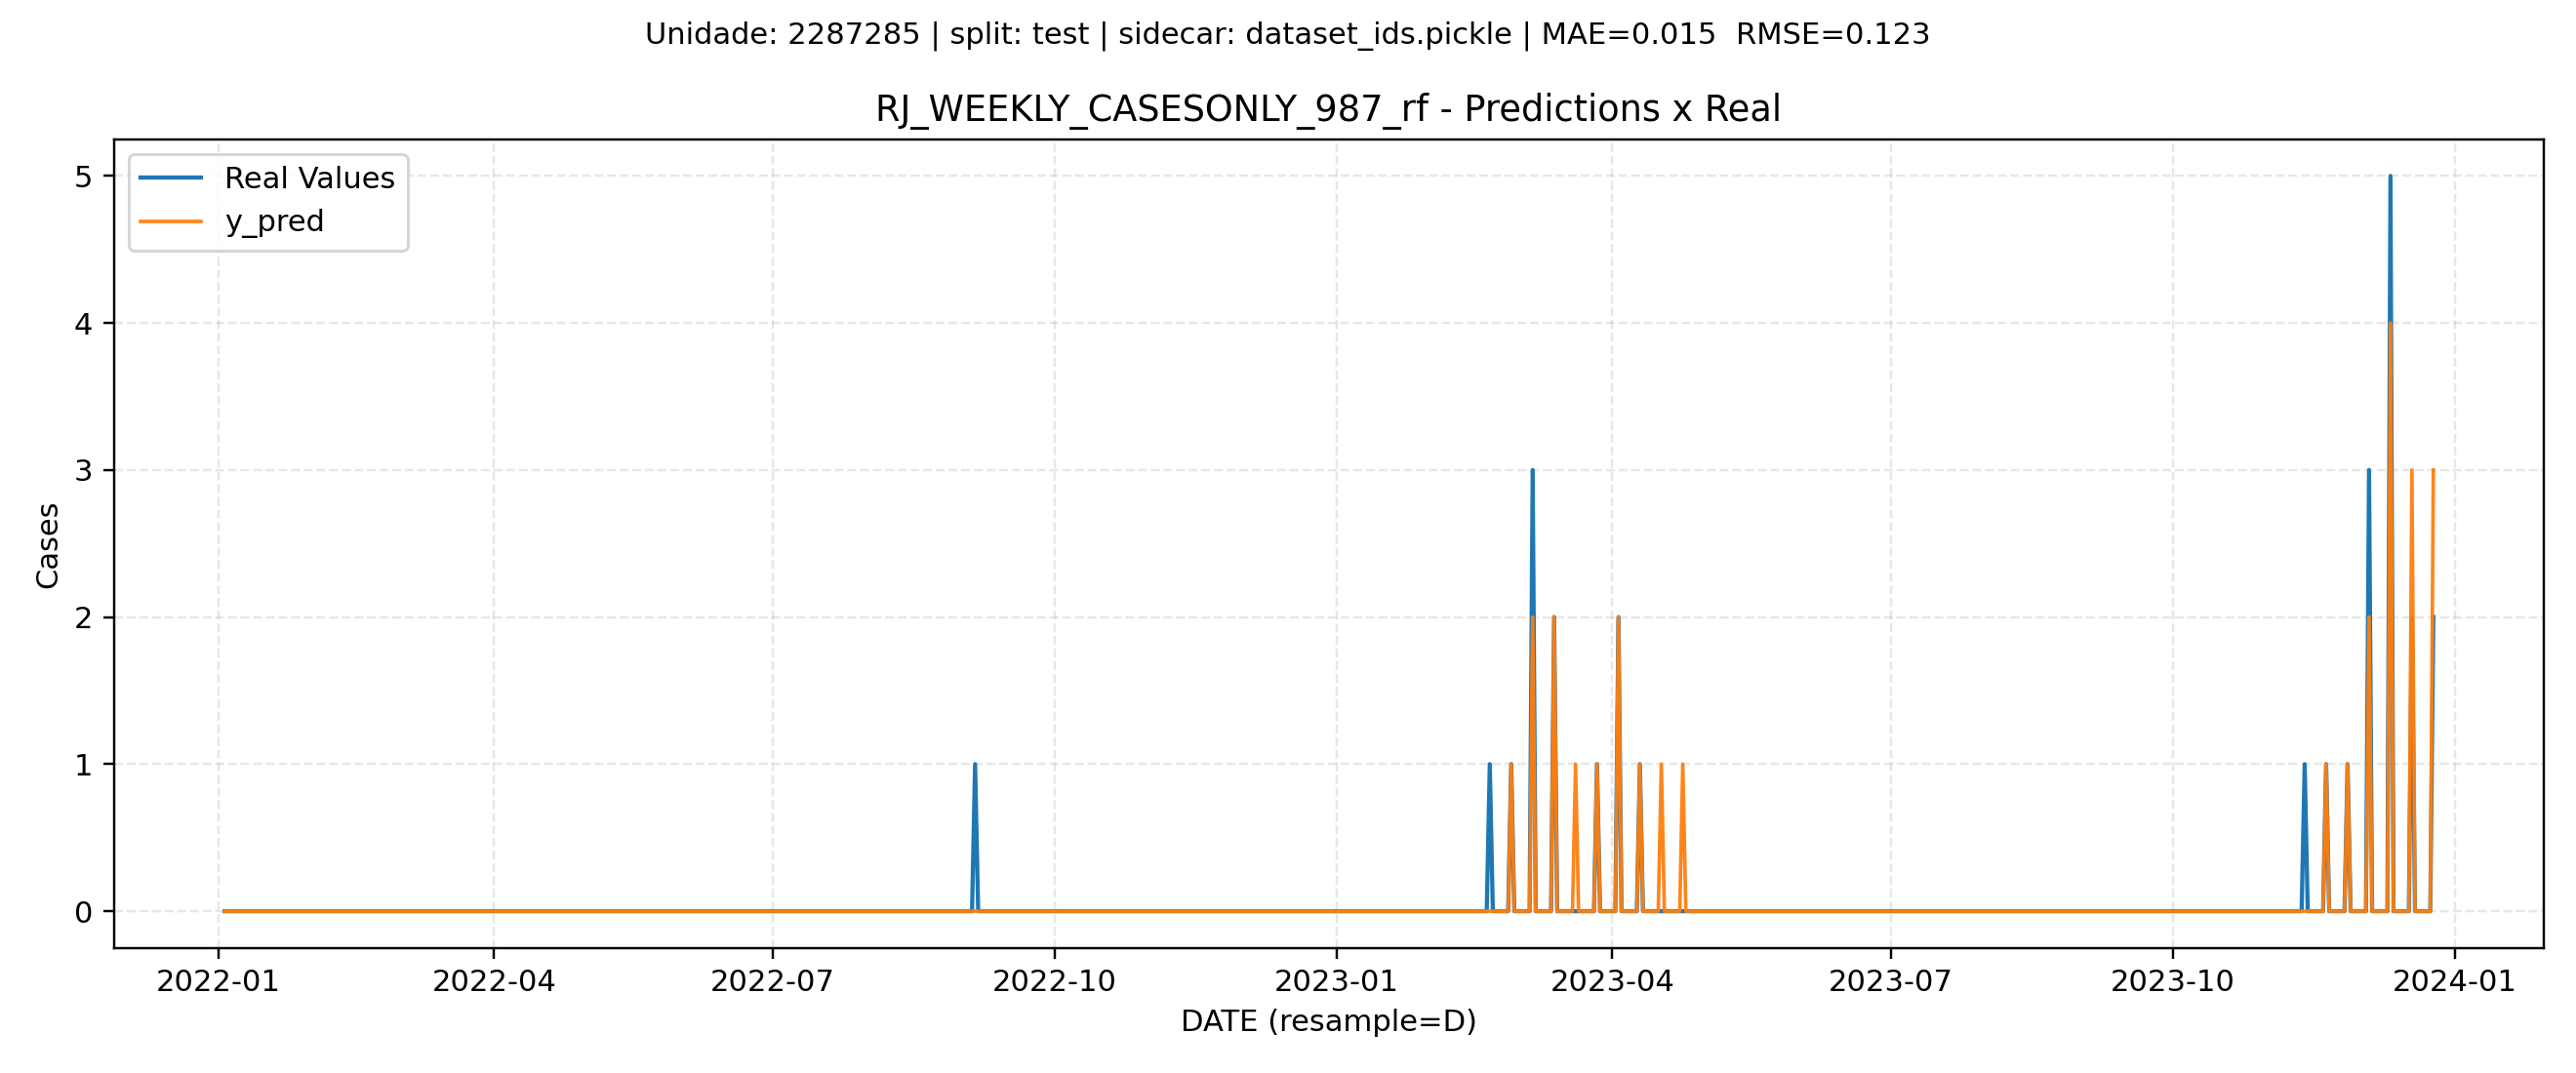 Unidade: 2287285 | split: test | sidecar: dataset_ids.pickle | MAE=0.015  RMSE=0.123
RJ_WEEKLY_CASESONLY_987_rf - Predictions x Real
Real Values
y_pred
5
4
3
2
1
0
Cases
2022-01
2022-04
2022-07
2022-10
2023-01
2023-04
2023-07
2023-10
2024-01
DATE (resample=D)